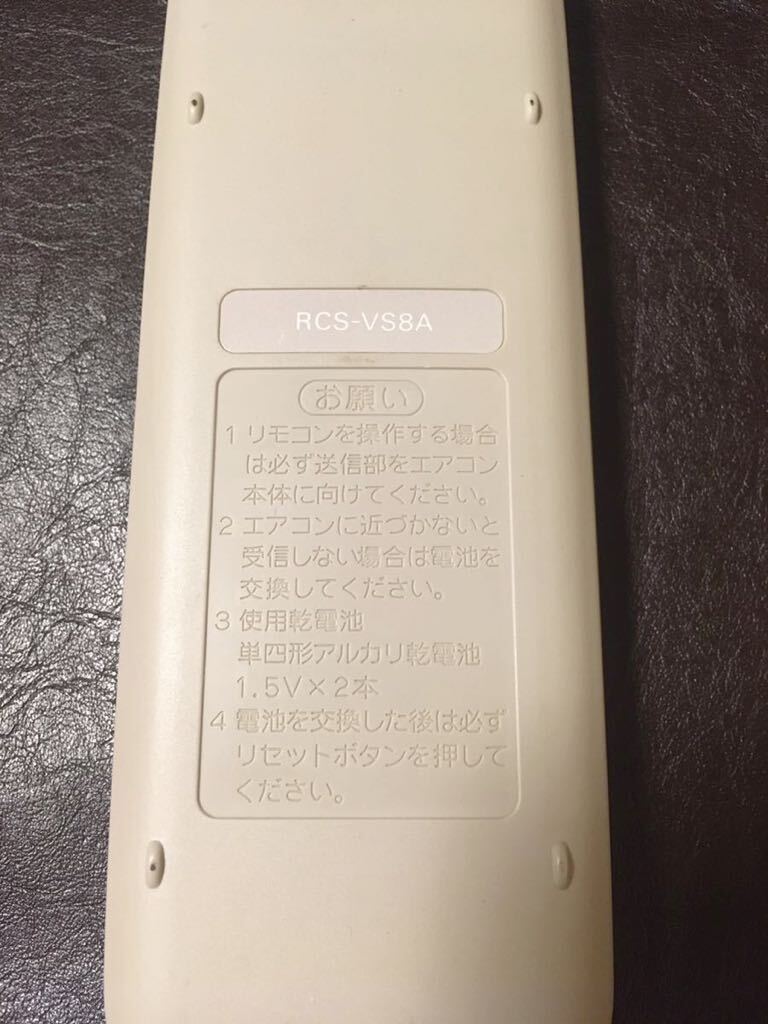 RCS-VS8A
お願い
1 リモコンを操作する場合
は必ず送信部をエアコン
本体に向けてください。
2 エアコンに近づかないと
受信しない場合は電池を
交換してください。
3 使用乾電池
単四形アルカリ乾電池
1.5V×2本
4 電池を交換した後は必ず
リセットボタンを押して
ください。